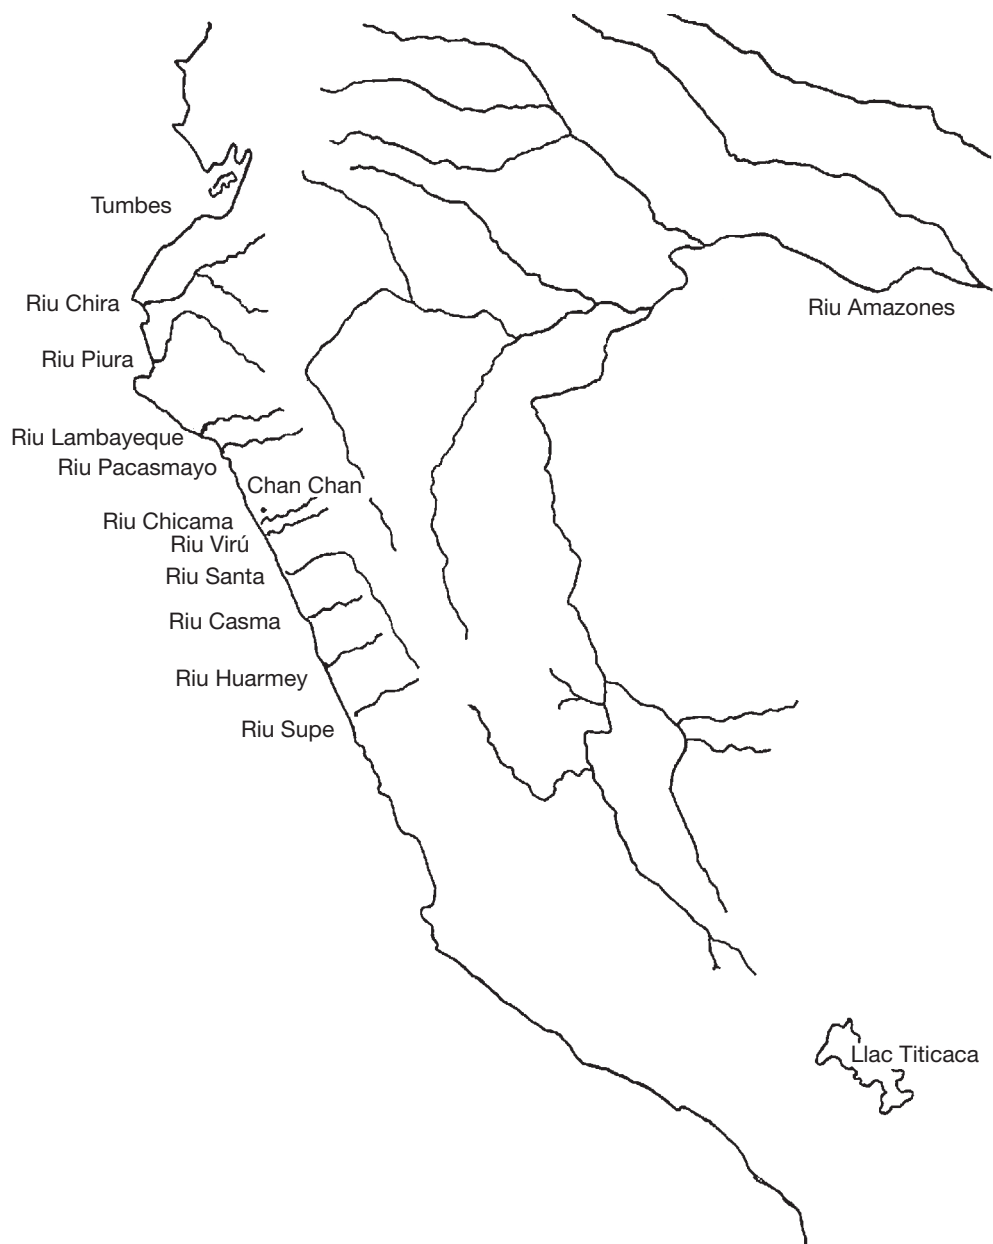 Tumbes
Riu Chira
Riu Amazones
Riu Piura
Riu Lambayeque
Riu Pacasmayo
Chan Chan
Riu Chicama
Riu Virú
Riu Santa
Riu Casma
Riu Huarmey
Riu Supe
Llac Titicaca